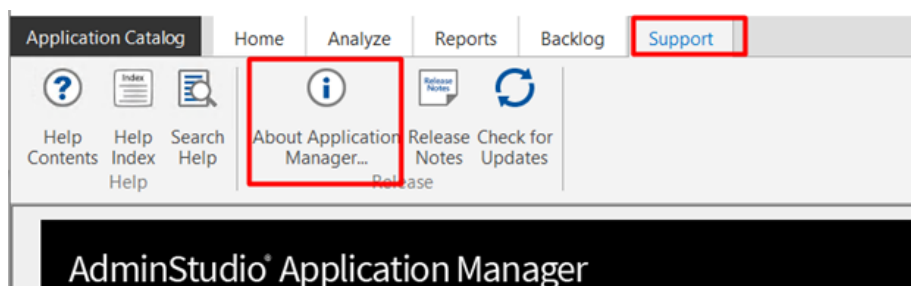 Application Catalog Home Analyze Reports Backlog Support
Index
Release
Notes
Help Help Search About Application Release Check for
Contents Index Help Manager... Notes Updates
Help Release
AdminStudio® Application Manager